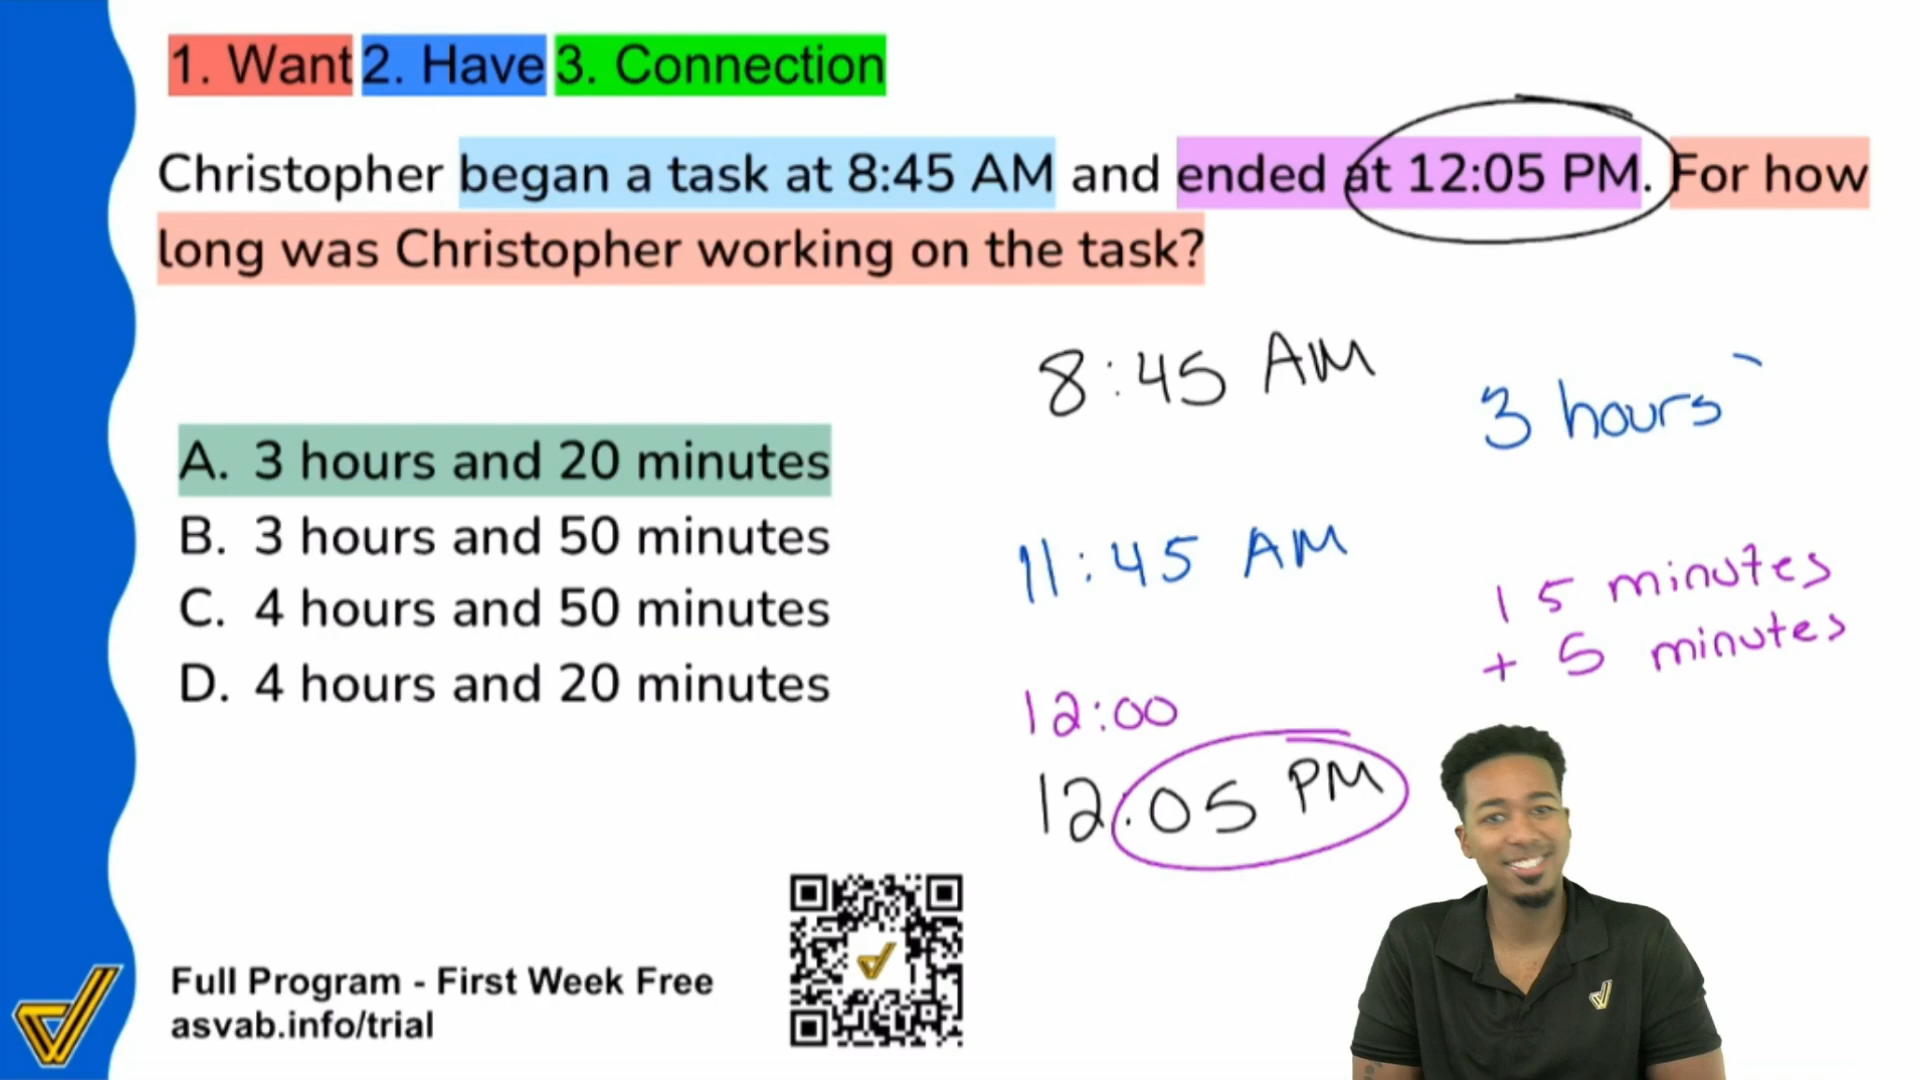 1. Want 2. Have 3. Connection
Christopher began a task at 8:45 AM and ended at 12:05 PM. For how
long was Christopher working on the task?
A. 3 hours and 20 minutes
B. 3 hours and 50 minutes
C. 4 hours and 50 minutes
D. 4 hours and 20 minutes
8:45 AM
3 hours
11:45 AM
15 minutes
+ 5 minutes
12:00
12:05 PM
Full Program - First Week Free
asvab.info/trial